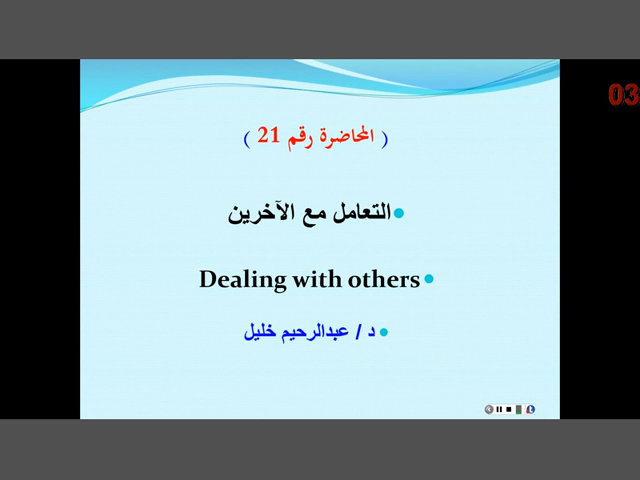 ( المحاضرة رقم 21 )
التعامل مع الآخرين
Dealing with others
د / عبدالرحيم خليل
03